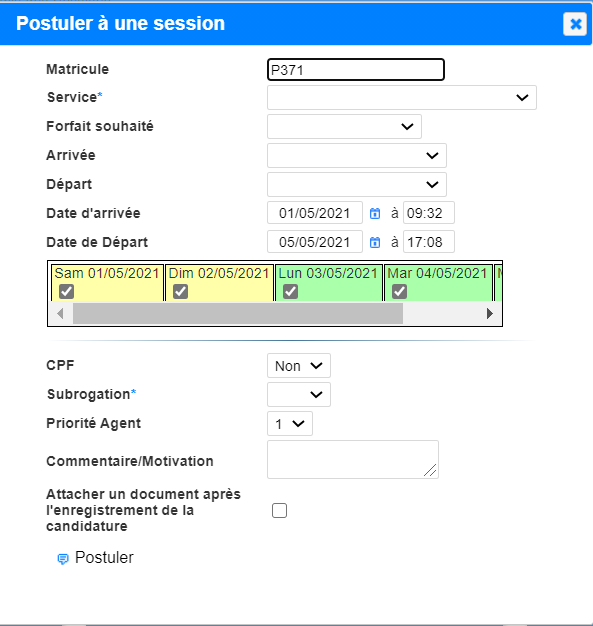 Postuler à une session
Matricule P371
Service*
Forfait souhaité
Arrivée
Départ
Date d'arrivée 01/05/2021 à 09:32
Date de Départ 05/05/2021 à 17:08
Sam 01/05/2021 Dim 02/05/2021 Lun 03/05/2021 Mar 04/05/2021
CPF Non
Subrogation*
Priorité Agent 1
Commentaire/Motivation
Attacher un document après
l'enregistrement de la
candidature
Postuler